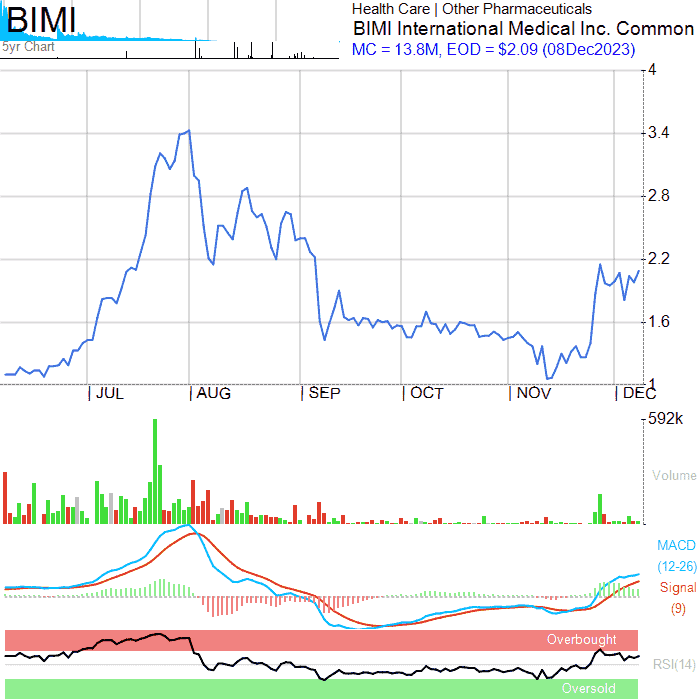 BIMI
5yr Chart
Health Care | Other Pharmaceuticals
BIMI International Medical Inc. Common
MC = 13.8M, EOD = $2.09 (08Dec2023)
4
3.4
2.8
2.2
1.6
1
JUL
AUG
SEP
OCT
NOV
DEC
592k
Volume
MACD
(12-26)
Signal
(9)
Overbought
RSI(14)
Oversold